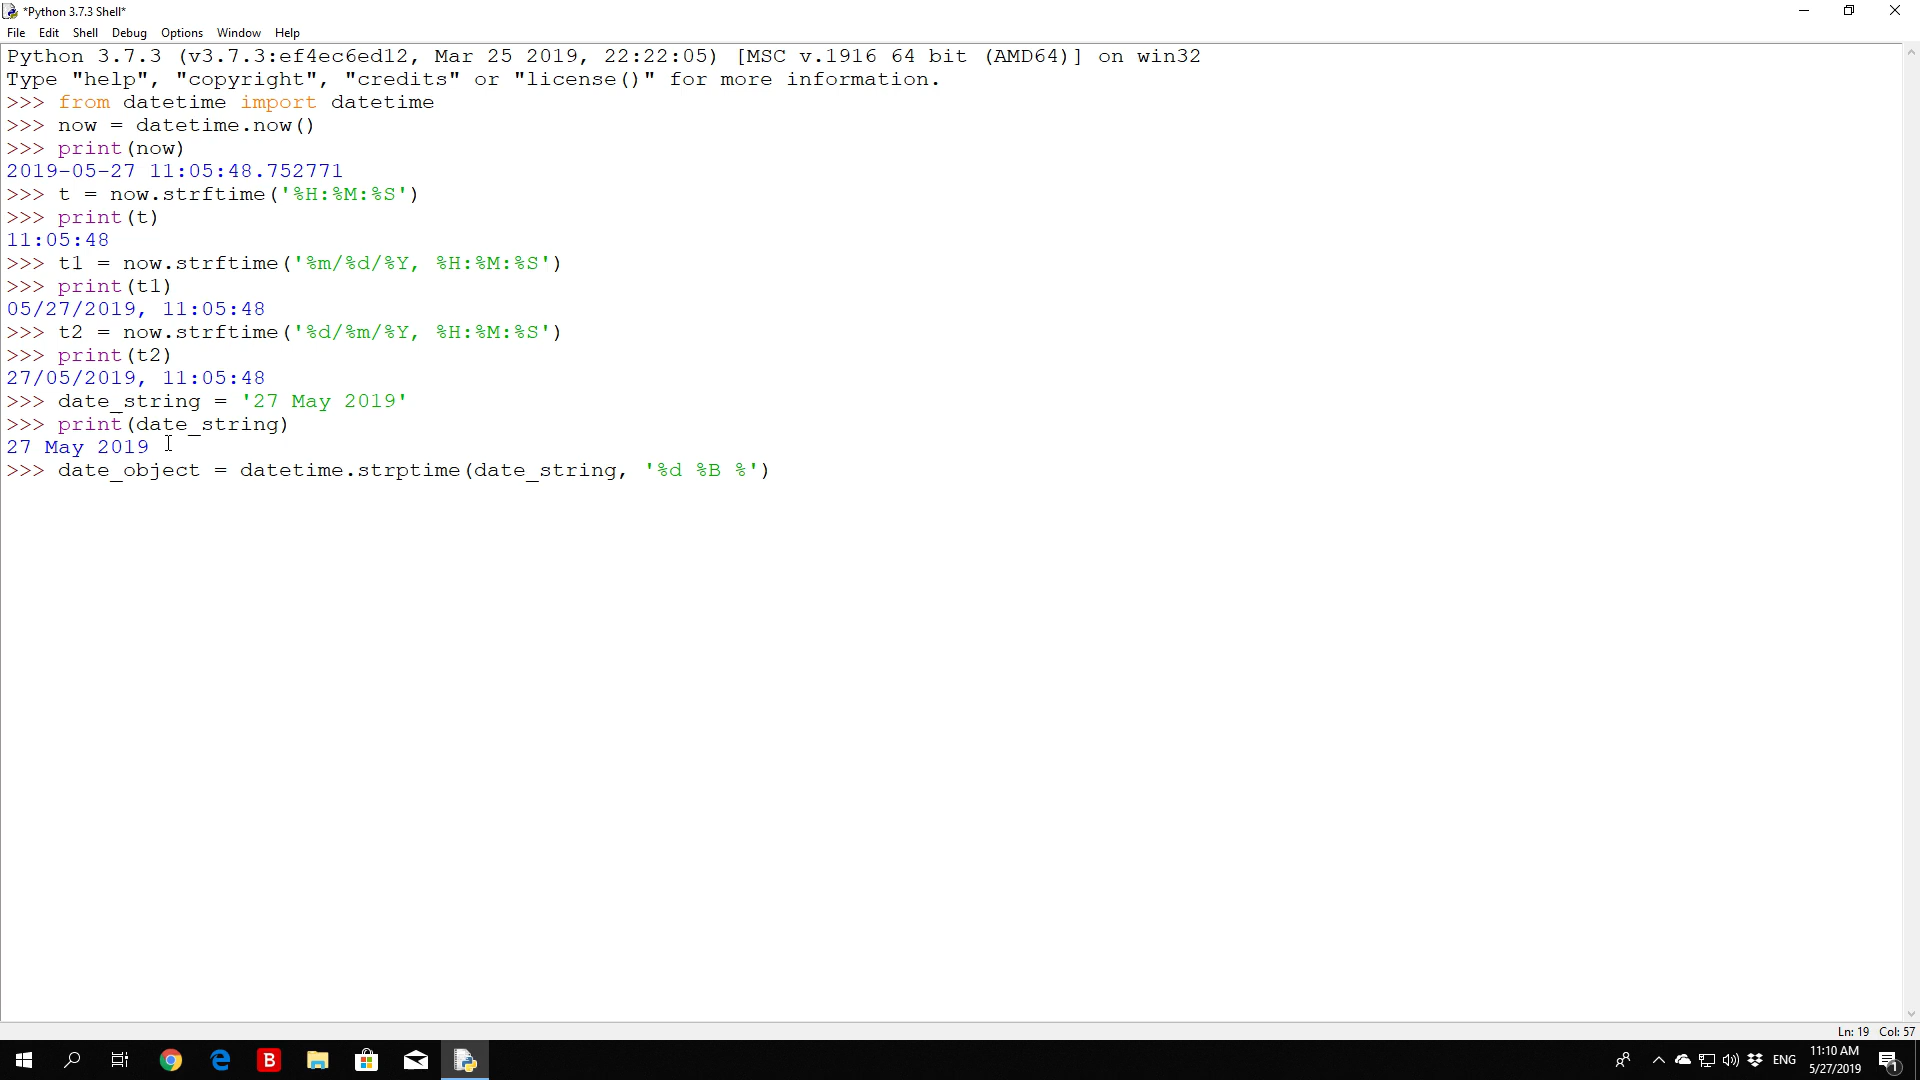 *Python 3.7.3 Shell*
File Edit Shell Debug Options Window Help
Python 3.7.3 (v3.7.3:ef4ec6ed12, Mar 25 2019, 22:22:05) [MSC v.1916 64 bit (AMD64)] on win32
Type "help", "copyright", "credits" or "license()" for more information.
>>> from datetime import datetime
>>> now = datetime.now()
>>> print(now)
2019-05-27 11:05:48.752771
>>> t = now.strftime('%H:%M:%S')
>>> print(t)
11:05:48
>>> t1 = now.strftime('%m/%d/%Y, %H:%M:%S')
>>> print(t1)
05/27/2019, 11:05:48
>>> t2 = now.strftime('%d/%m/%Y, %H:%M:%S')
>>> print(t2)
27/05/2019, 11:05:48
>>> date_string = '27 May 2019'
>>> print(date_string)
27 May 2019
>>> date_object = datetime.strptime(date_string, '%d %B %')
Ln: 19 Col: 57
B
ENG
11:10 AM
5/27/2019
1